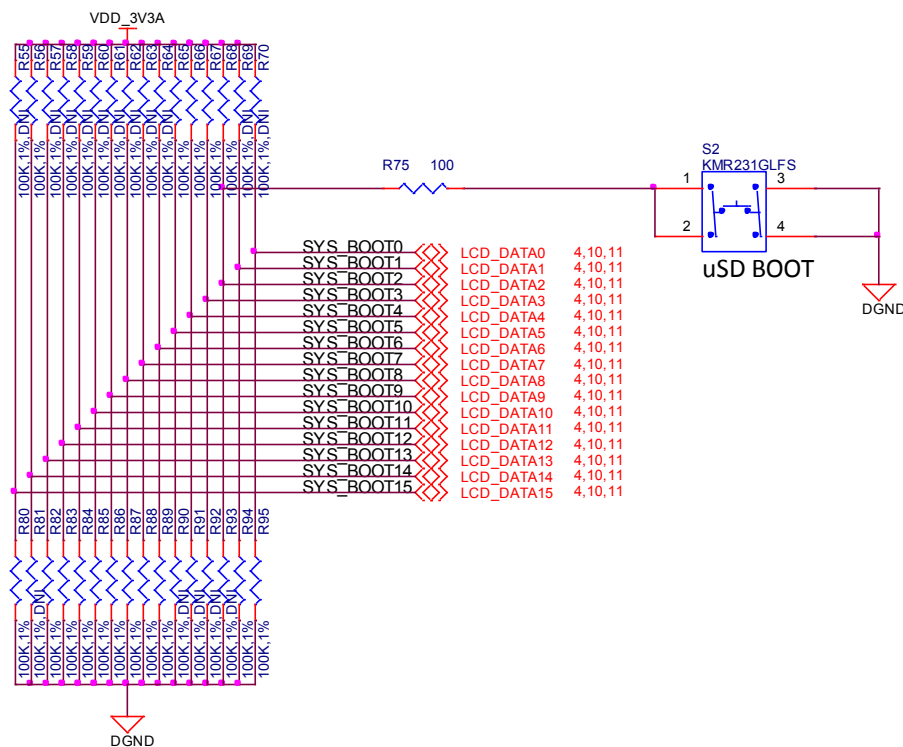 VDD_3V3A
R55
R56
R57
R58
R59
R60
R61
R62
R63
R64
R65
R66
R67
R68
R69
R70
100K,1%,DNI
100K,1%
100K,1%,DNI
100K,1%,DNI
100K,1%,DNI
100K,1%,DNI
100K,1%,DNI
100K,1%,DNI
100K,1%,DNI
100K,1%,DNI
100K,1%
100K,1%
100K,1%
100K,1%
100K,1%,DNI
100K,1%,DNI
R75 100
S2
KMR231GLFS
1 3
2 4
uSD BOOT
DGND
SYS_BOOT0 LCD_DATA0 4,10,11
SYS_BOOT1 LCD_DATA1 4,10,11
SYS_BOOT2 LCD_DATA2 4,10,11
SYS_BOOT3 LCD_DATA3 4,10,11
SYS_BOOT4 LCD_DATA4 4,10,11
SYS_BOOT5 LCD_DATA5 4,10,11
SYS_BOOT6 LCD_DATA6 4,10,11
SYS_BOOT7 LCD_DATA7 4,10,11
SYS_BOOT8 LCD_DATA8 4,10,11
SYS_BOOT9 LCD_DATA9 4,10,11
SYS_BOOT10 LCD_DATA10 4,10,11
SYS_BOOT11 LCD_DATA11 4,10,11
SYS_BOOT12 LCD_DATA12 4,10,11
SYS_BOOT13 LCD_DATA13 4,10,11
SYS_BOOT14 LCD_DATA14 4,10,11
SYS_BOOT15 LCD_DATA15 4,10,11
R80
R81
R82
R83
R84
R85
R86
R87
R88
R89
R90
R91
R92
R93
R94
R95
100K,1%
100K,1%,DNI
100K,1%
100K,1%
100K,1%
100K,1%
100K,1%
100K,1%
100K,1%
100K,1%
100K,1%,DNI
100K,1%,DNI
100K,1%,DNI
100K,1%,DNI
100K,1%
100K,1%
DGND